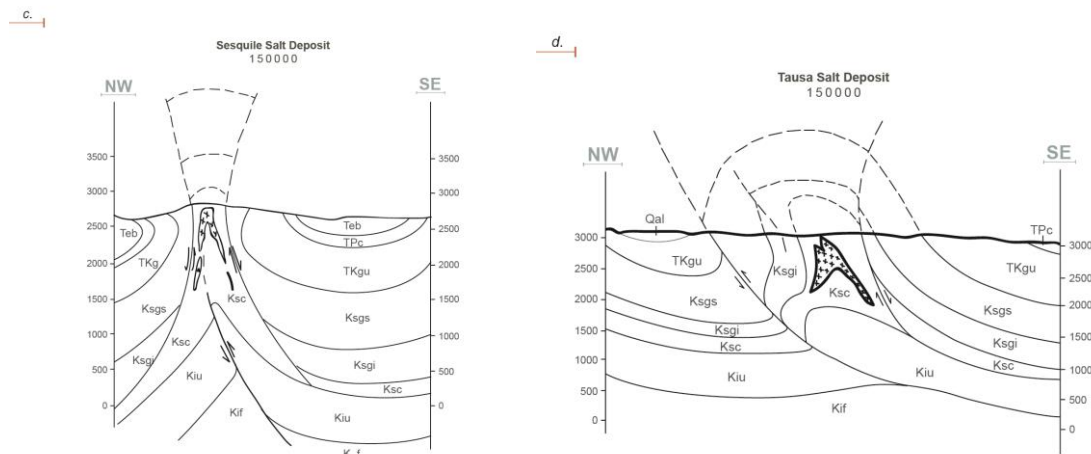 c.
Sesquile Salt Deposit
150000
NW
SE
3500
3000
2500
2000
1500
1000
500
0
3500
3000
2500
2000
1500
1000
500
0
Teb
TKg
Ksgs
Ksgi
Ksc
Kiu
Kif
Ksc
Teb
TPc
TKgu
Ksgs
Ksgi
Ksc
Kiu
d.
Tausa Salt Deposit
150000
NW
SE
3000
2500
2000
1500
1000
500
0
3000
2500
2000
1500
1000
500
0
Qal
TPc
TKgu
Ksgi
Ksc
TKgu
Ksgs
Ksgi
Ksc
Kiu
Kif
Ksgs
Ksgi
Ksc
Kiu